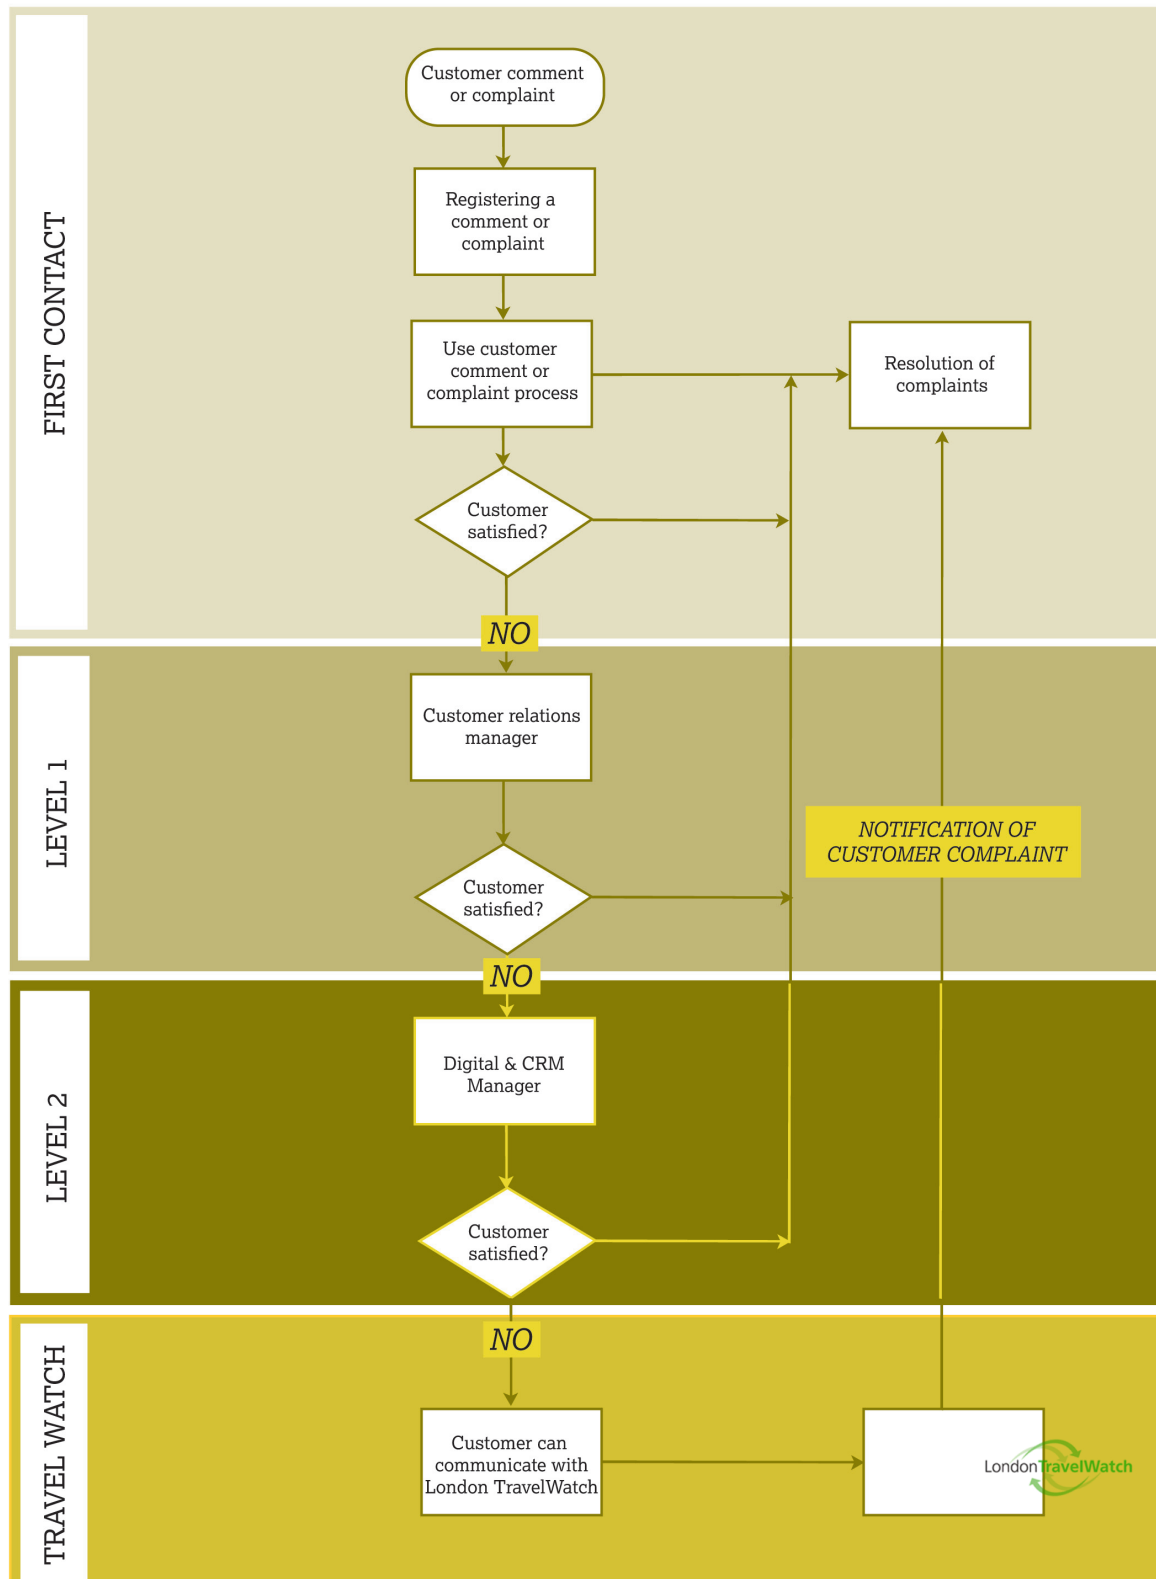 FIRST CONTACT
Customer comment
or complaint
Registering a
comment or
complaint
Use customer
comment or
complaint process
Resolution of
complaints
Customer
satisfied?
NO
LEVEL 1
Customer relations
manager
NOTIFICATION OF
CUSTOMER COMPLAINT
Customer
satisfied?
NO
LEVEL 2
Digital & CRM
Manager
Customer
satisfied?
NO
TRAVEL WATCH
Customer can
communicate with
London TravelWatch
LondonTravelWatch